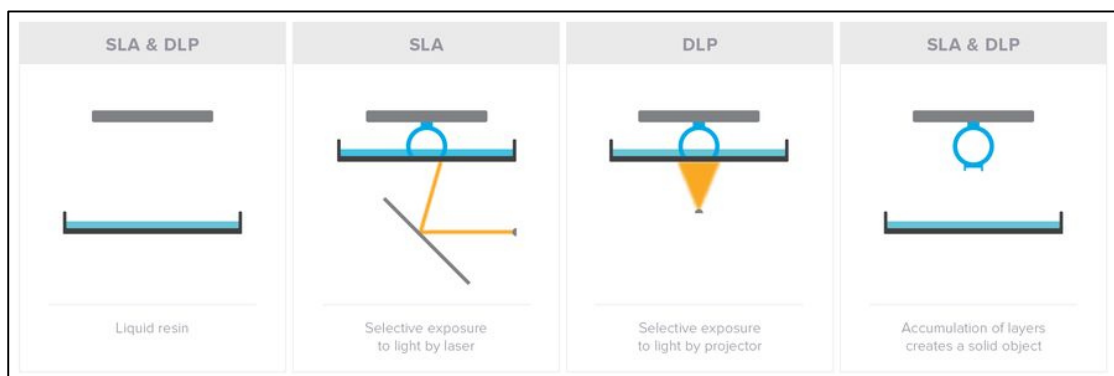 SLA & DLP
Liquid resin
SLA
Selective exposure
to light by laser
DLP
Selective exposure
to light by projector
SLA & DLP
Accumulation of layers
creates a solid object